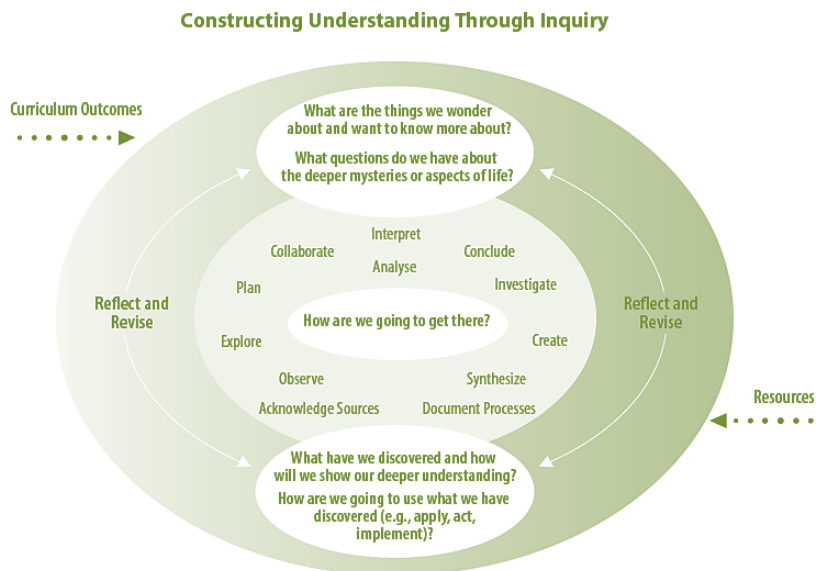 Constructing Understanding Through Inquiry
Curriculum Outcomes
What are the things we wonder
about and want to know more about?
What questions do we have about
the deeper mysteries or aspects of life?
Interpret
Collaborate
Conclude
Analyse
Plan
Investigate
Reflect and
Revise
How are we going to get there?
Reflect and
Revise
Explore
Create
Observe
Synthesize
Acknowledge Sources
Document Processes
Resources
What have we discovered and how
will we show our deeper understanding?
How are we going to use what we have
discovered (e.g., apply, act,
implement)?